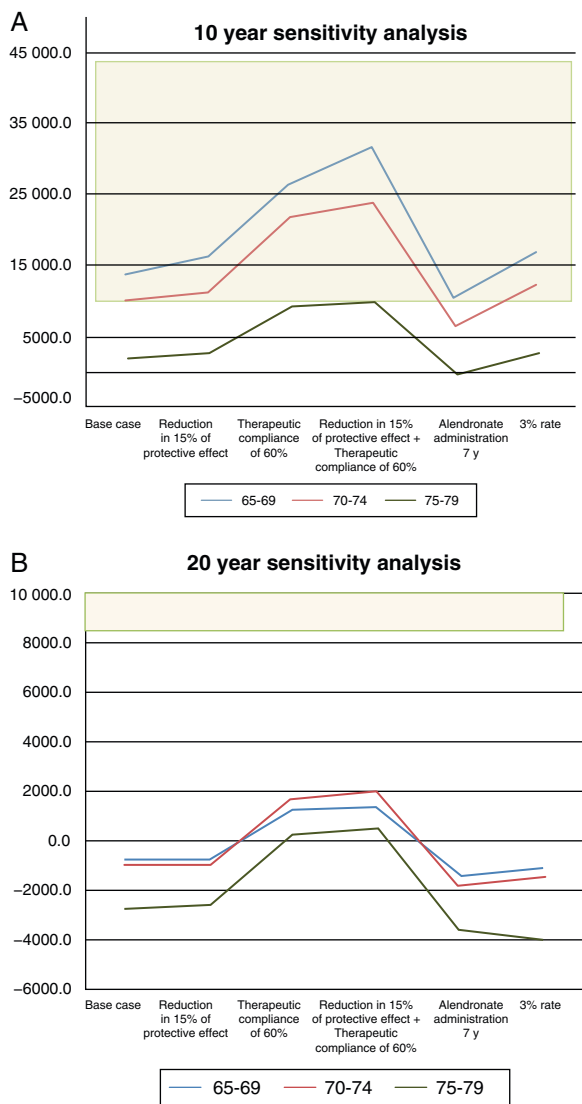 A
10 year sensitivity analysis
45 000.0
35 000.0
25 000.0
15 000.0
5000.0
−5000.0
Base case
Reduction
in 15% of
protective effect
Therapeutic
compliance
of 60%
Reduction in 15%
of protective effect +
Therapeutic
compliance of 60%
Alendronate
administration
7 y
3% rate
65-69 70-74 75-79
B
20 year sensitivity analysis
10 000.0
8000.0
6000.0
4000.0
2000.0
0.0
−2000.0
−4000.0
−6000.0
Base case
Reduction
in 15% of
protective effect
Therapeutic
compliance
of 60%
Reduction in 15%
of protective effect +
Therapeutic
compliance of 60%
Alendronate
administration
7 y
3% rate
65-69 70-74 75-79